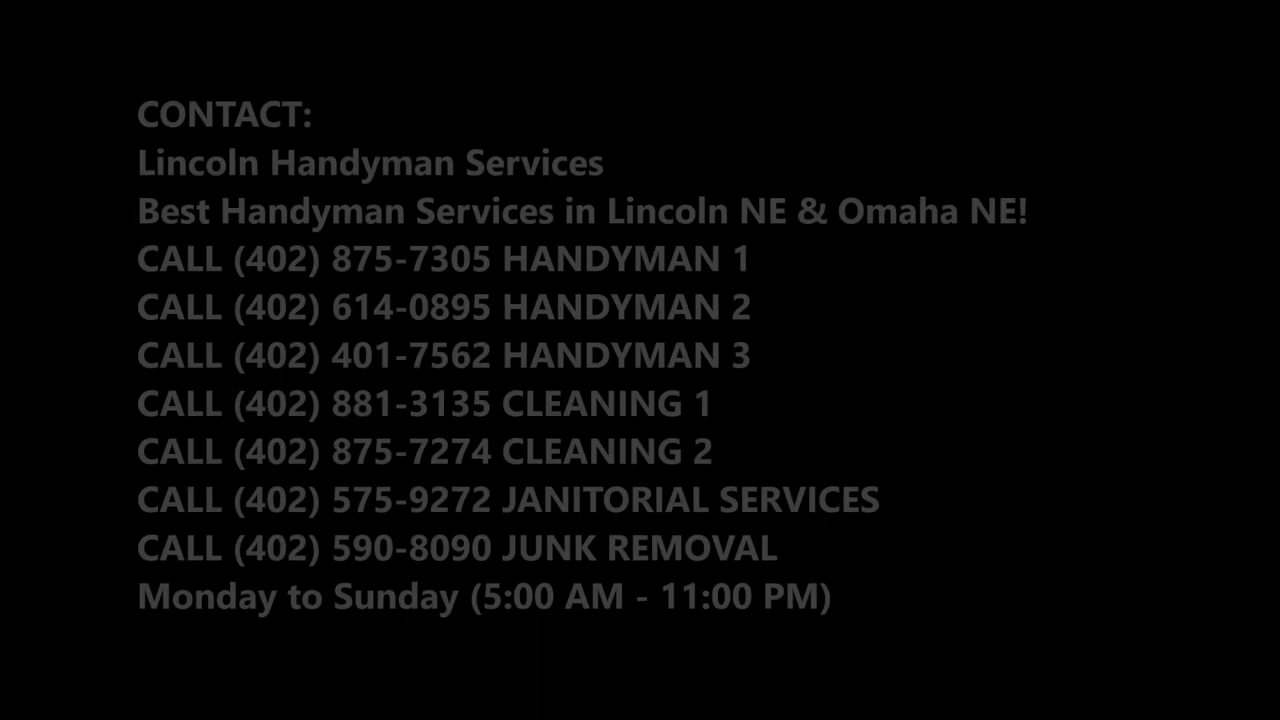 CONTACT:
Lincoln Handyman Services
Best Handyman Services in Lincoln NE & Omaha NE!
CALL (402) 875-7305 HANDYMAN 1
CALL (402) 614-0895 HANDYMAN 2
CALL (402) 401-7562 HANDYMAN 3
CALL (402) 881-3135 CLEANING 1
CALL (402) 875-7274 CLEANING 2
CALL (402) 575-9272 JANITORIAL SERVICES
CALL (402) 590-8090 JUNK REMOVAL
Monday to Sunday (5:00 AM - 11:00 PM)